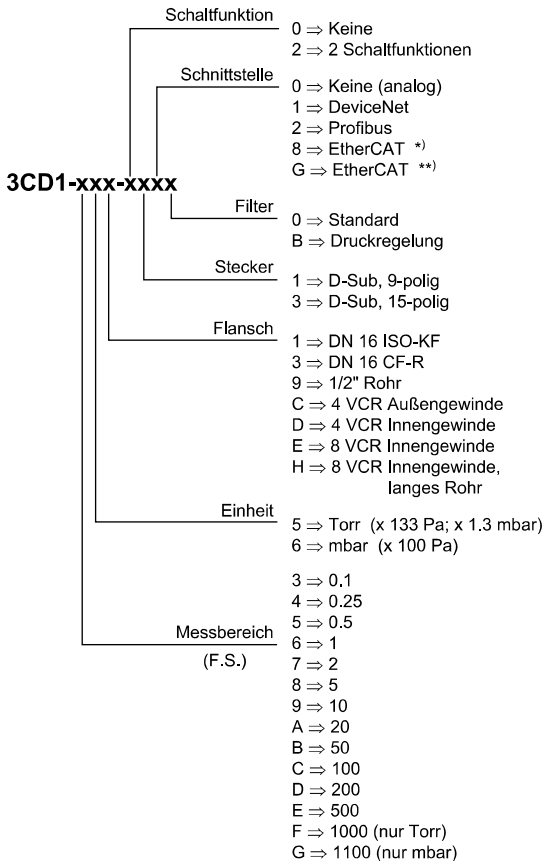 Schaltfunktion
0 ⇒ Keine
2 ⇒ 2 Schaltfunktionen
Schnittstelle
0 ⇒ Keine (analog)
1 ⇒ DeviceNet
2 ⇒ Profibus
8 ⇒ EtherCAT *)
G ⇒ EtherCAT **)
3CD1-xxx-xxxx
Filter
0 ⇒ Standard
B ⇒ Druckregelung
Stecker
1 ⇒ D-Sub, 9-polig
3 ⇒ D-Sub, 15-polig
Flansch
1 ⇒ DN 16 ISO-KF
3 ⇒ DN 16 CF-R
9 ⇒ 1/2" Rohr
C ⇒ 4 VCR Außengewinde
D ⇒ 4 VCR Innengewinde
E ⇒ 8 VCR Innengewinde
H ⇒ 8 VCR Innengewinde,
langes Rohr
Einheit
5 ⇒ Torr (x 133 Pa; x 1.3 mbar)
6 ⇒ mbar (x 100 Pa)
Messbereich
(F.S.)
3 ⇒ 0.1
4 ⇒ 0.25
5 ⇒ 0.5
6 ⇒ 1
7 ⇒ 2
8 ⇒ 5
9 ⇒ 10
A ⇒ 20
B ⇒ 50
C ⇒ 100
D ⇒ 200
E ⇒ 500
F ⇒ 1000 (nur Torr)
G ⇒ 1100 (nur mbar)